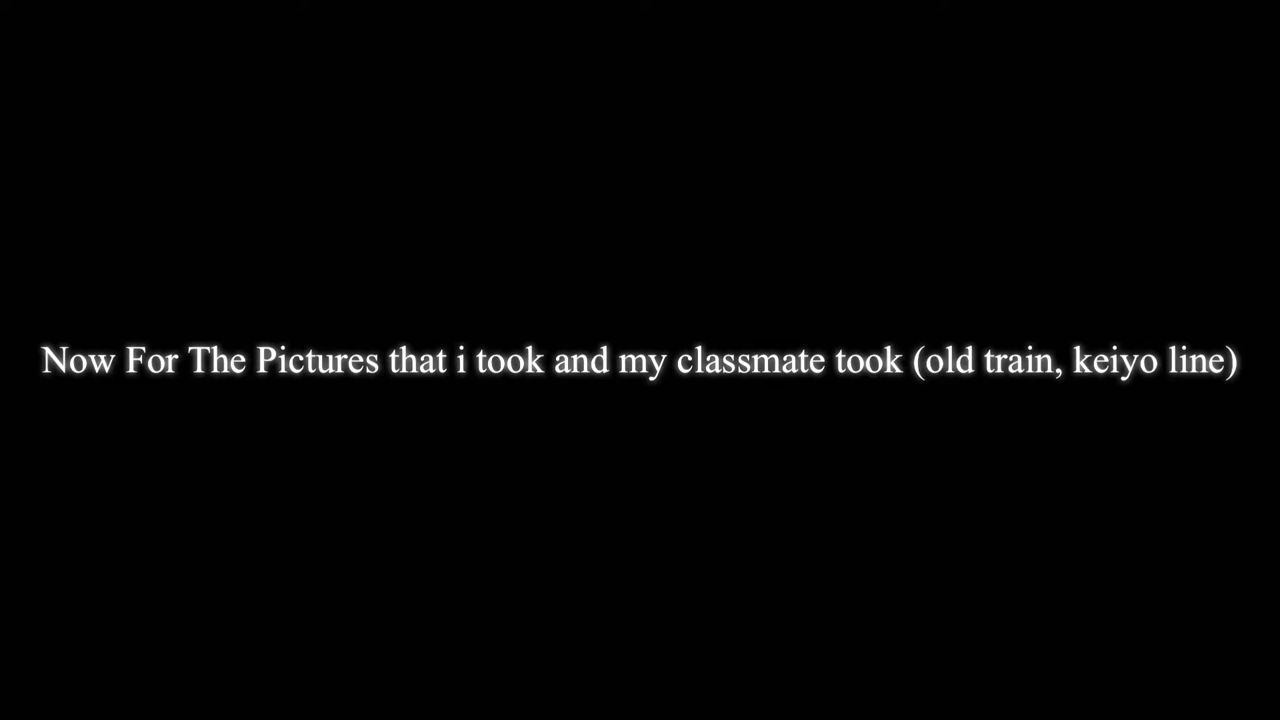 Now For The Pictures that i took and my classmate took (old train, keiyo line)